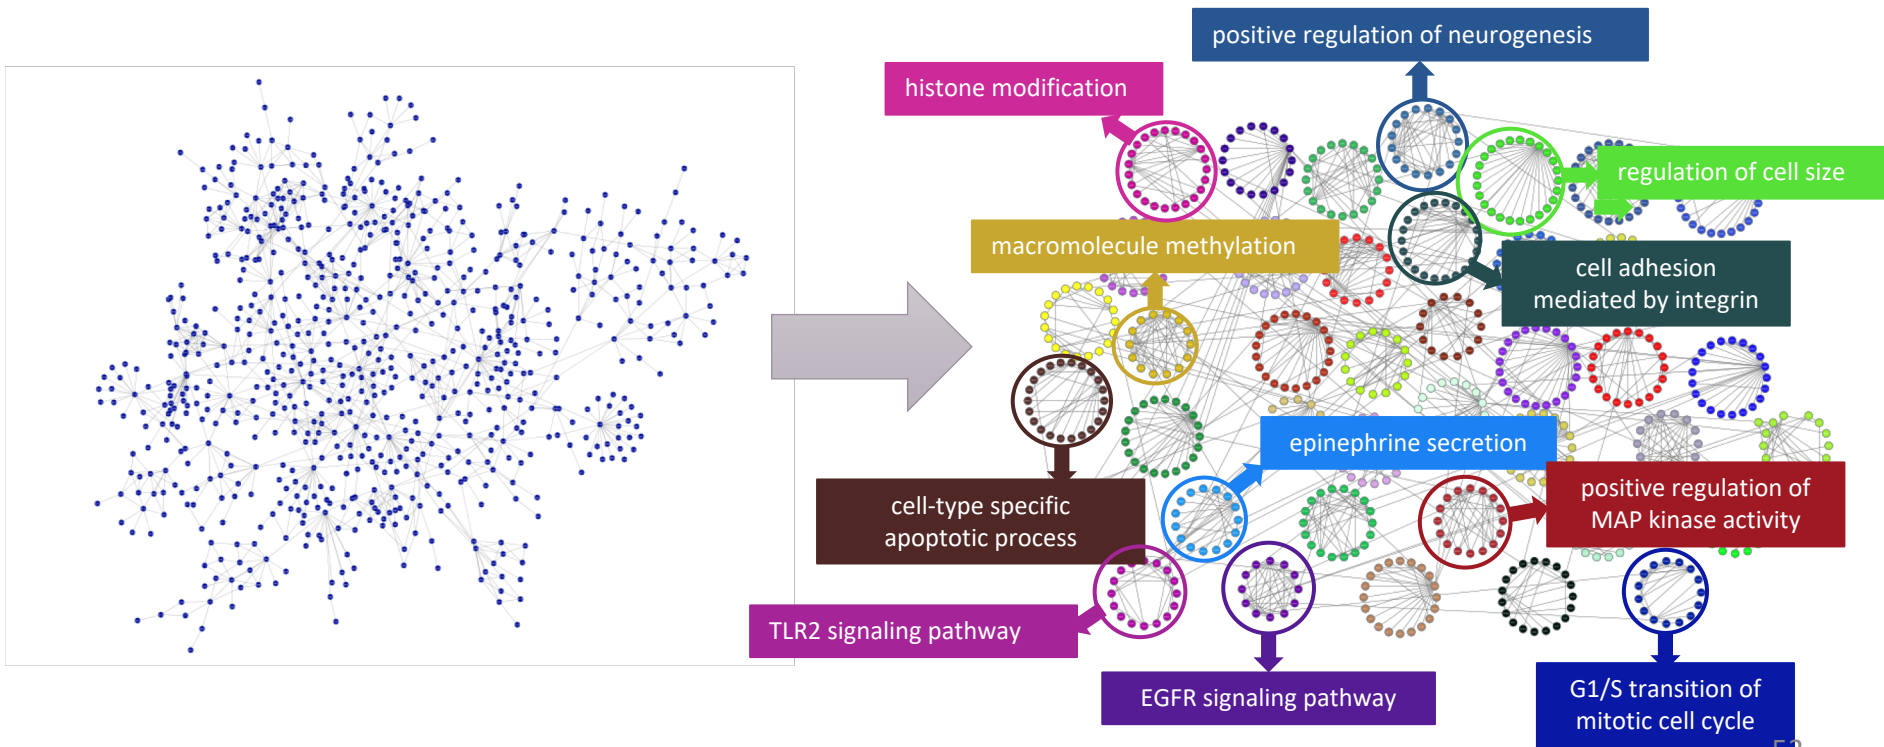 positive regulation of neurogenesis
histone modification
regulation of cell size
macromolecule methylation
cell adhesion
mediated by integrin
epinephrine secretion
cell-type specific
apoptotic process
positive regulation of
MAP kinase activity
TLR2 signaling pathway
EGFR signaling pathway
G1/S transition of
mitotic cell cycle